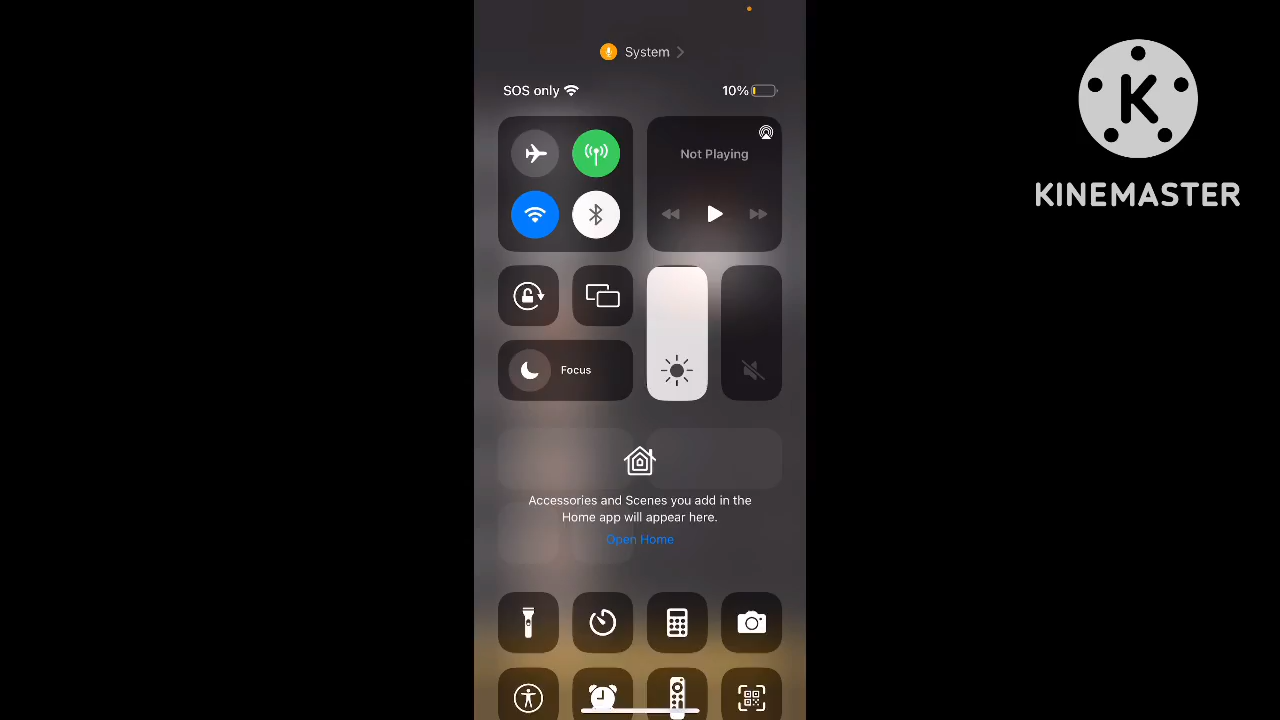 System
SOS only
10%
Not Playing
Focus
Accessories and Scenes you add in the
Home app will appear here.
Open Home
K
KINEMASTER